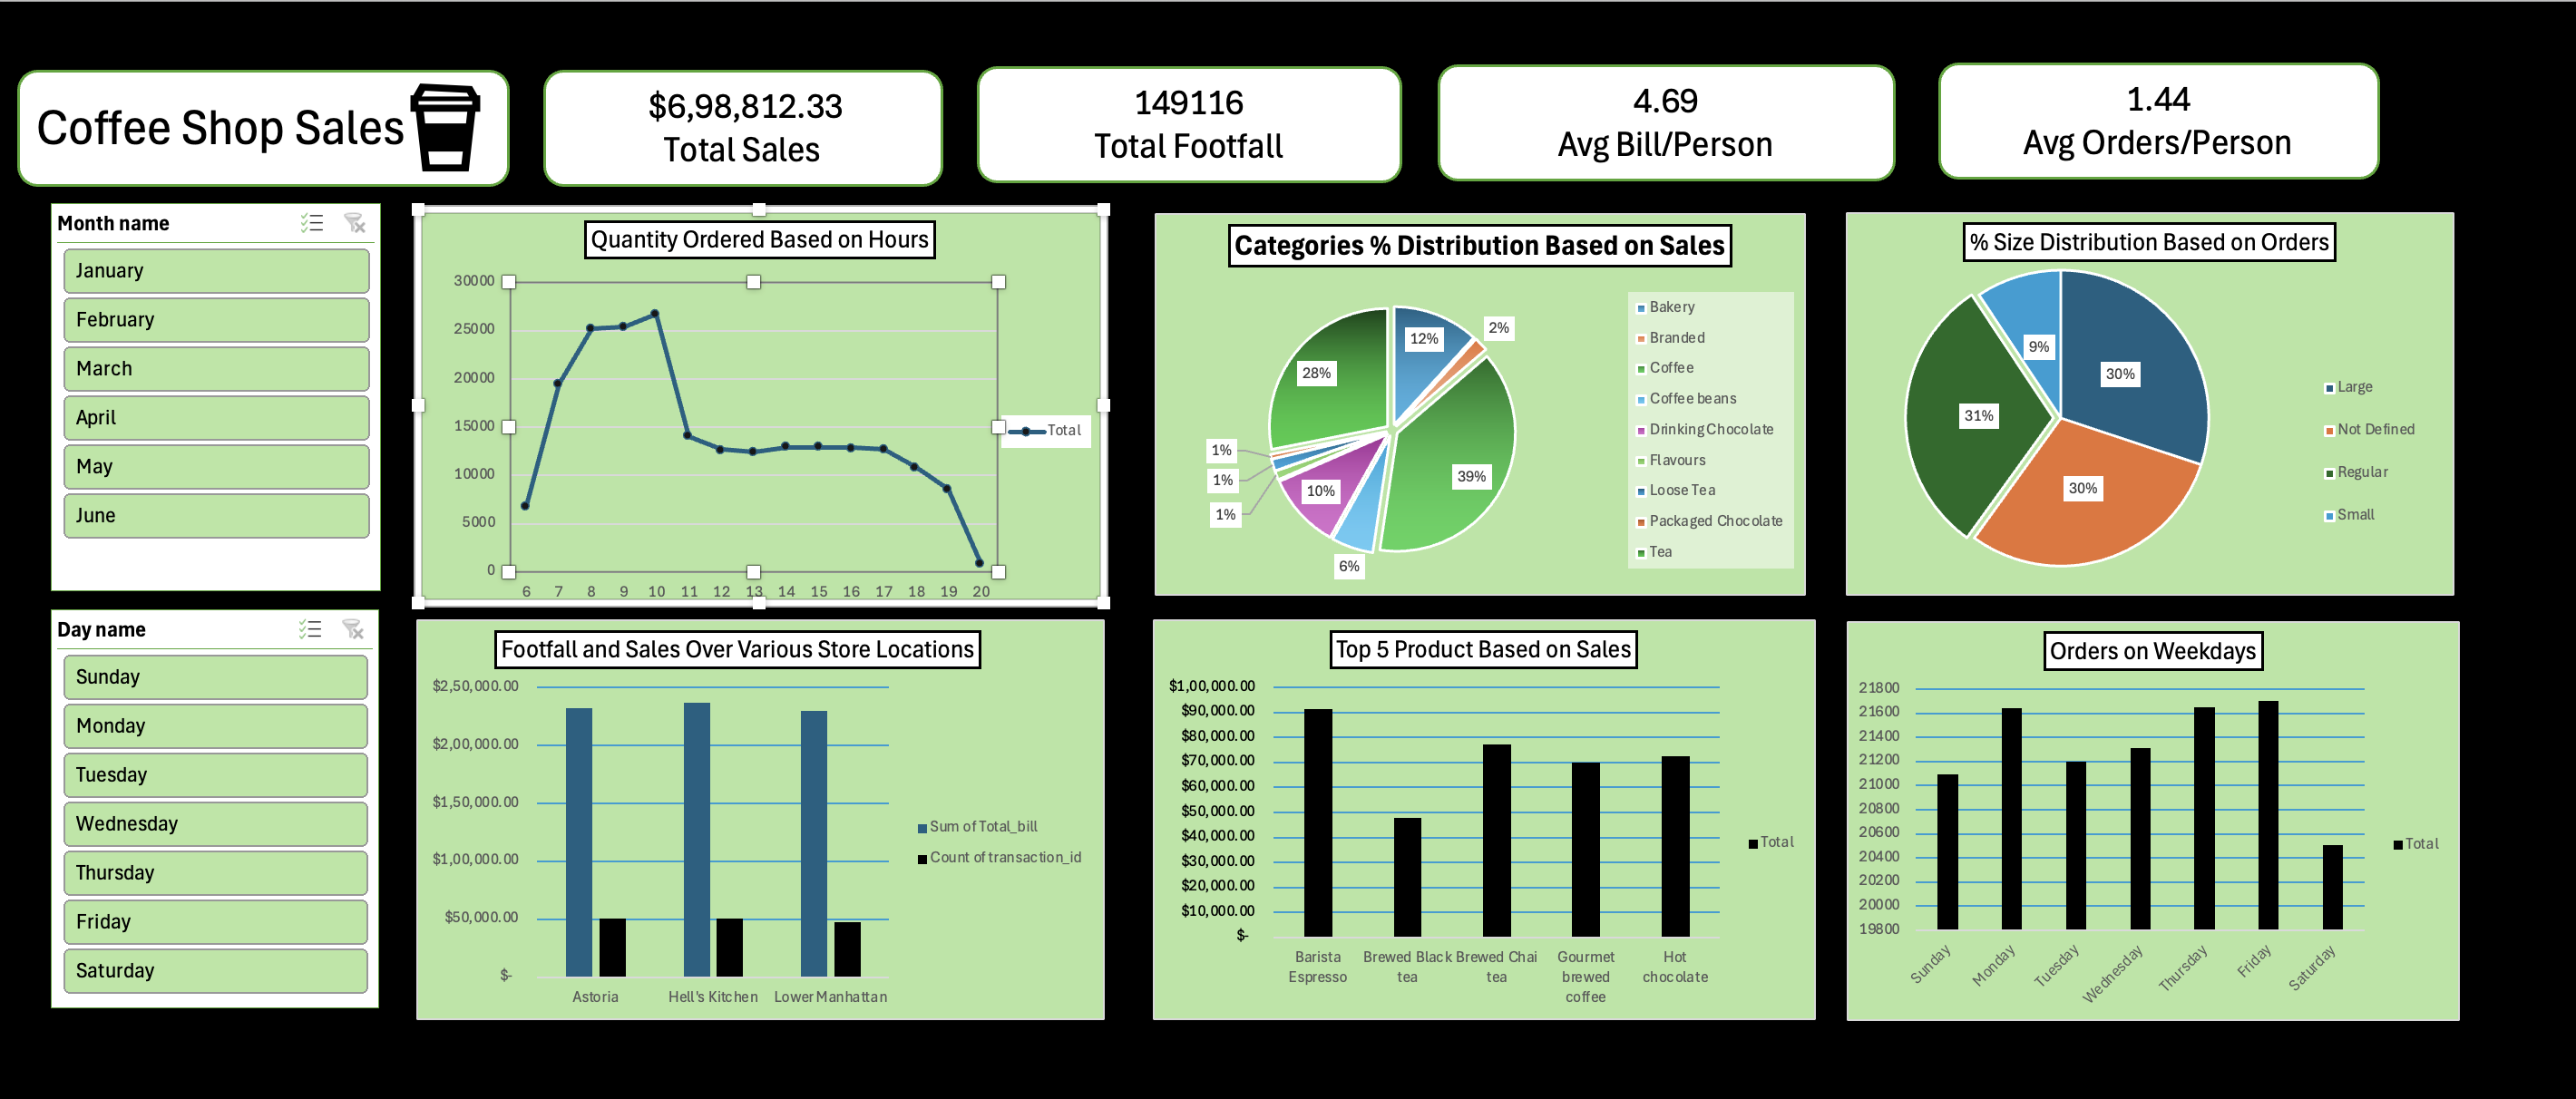 Coffee Shop Sales
$6,98,812.33
Total Sales
149116
Total Footfall
4.69
Avg Bill/Person
1.44
Avg Orders/Person
Month name
January
February
March
April
May
June
Day name
Sunday
Monday
Tuesday
Wednesday
Thursday
Friday
Saturday
Quantity Ordered Based on Hours
30000
25000
20000
15000
10000
5000
0
6 7 8 9 10 11 12 13 14 15 16 17 18 19 20
Total
Categories % Distribution Based on Sales
12%
2%
28%
39%
1%
1%
1%
10%
6%
Bakery
Branded
Coffee
Coffee beans
Drinking Chocolate
Flavours
Loose Tea
Packaged Chocolate
Tea
% Size Distribution Based on Orders
9%
30%
31%
30%
Large
Not Defined
Regular
Small
Footfall and Sales Over Various Store Locations
$2,50,000.00
$2,00,000.00
$1,50,000.00
$1,00,000.00
$50,000.00
$-
Astoria Hell's Kitchen Lower Manhattan
Sum of Total_bill
Count of transaction_id
Top 5 Product Based on Sales
$1,00,000.00
$90,000.00
$80,000.00
$70,000.00
$60,000.00
$50,000.00
$40,000.00
$30,000.00
$20,000.00
$10,000.00
$-
Barista Espresso
Brewed Black tea
Brewed Chai tea
Gourmet brewed coffee
Hot chocolate
Total
Orders on Weekdays
21800
21600
21400
21200
21000
20800
20600
20400
20200
20000
19800
Sunday
Monday
Tuesday
Wednesday
Thursday
Friday
Saturday
Total